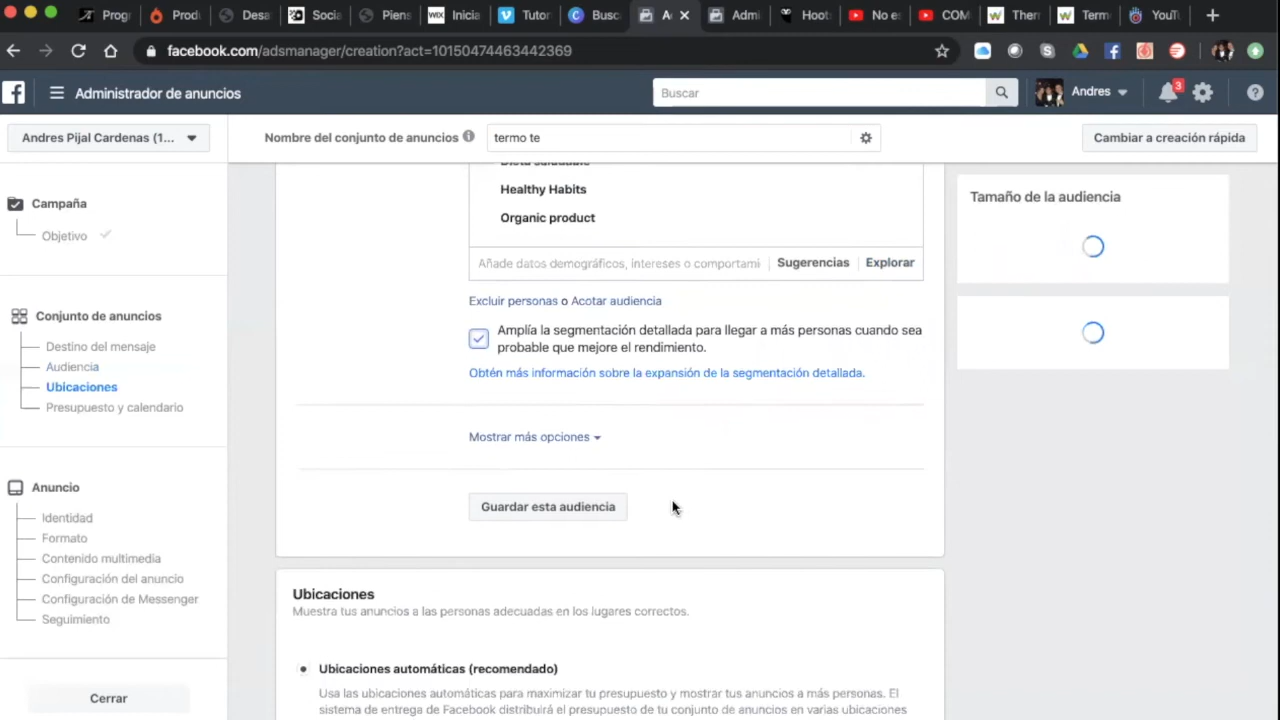 Progr
Produ
Desa
Socia
Piens
WIX Inicia
Tutor
Busc
A
Admi
Hoot
No e
COM
Ther
Term
YouTu
facebook.com/adsmanager/creation?act=10150474463442369
Administrador de anuncios
Buscar
Andres
3
Andres Pijal Cardenas (1...
Nombre del conjunto de anuncios
termo te
Cambiar a creación rápida
Campaña
Objetivo
Conjunto de anuncios
Destino del mensaje
Audiencia
Ubicaciones
Presupuesto y calendario
Anuncio
Identidad
Formato
Contenido multimedia
Configuración del anuncio
Configuración de Messenger
Seguimiento
Cerrar
Dieta saludable
Healthy Habits
Organic product
Añade datos demográficos, intereses o comportami
Sugerencias
Explorar
Excluir personas o Acotar audiencia
Amplía la segmentación detallada para llegar a más personas cuando sea
probable que mejore el rendimiento.
Obtén más información sobre la expansión de la segmentación detallada.
Mostrar más opciones
Guardar esta audiencia
Ubicaciones
Muestra tus anuncios a las personas adecuadas en los lugares correctos.
Ubicaciones automáticas (recomendado)
Usa las ubicaciones automáticas para maximizar tu presupuesto y mostrar tus anuncios a más personas. El
sistema de entrega de Facebook distribuirá el presupuesto de tu conjunto de anuncios en varias ubicaciones
Tamaño de la audiencia